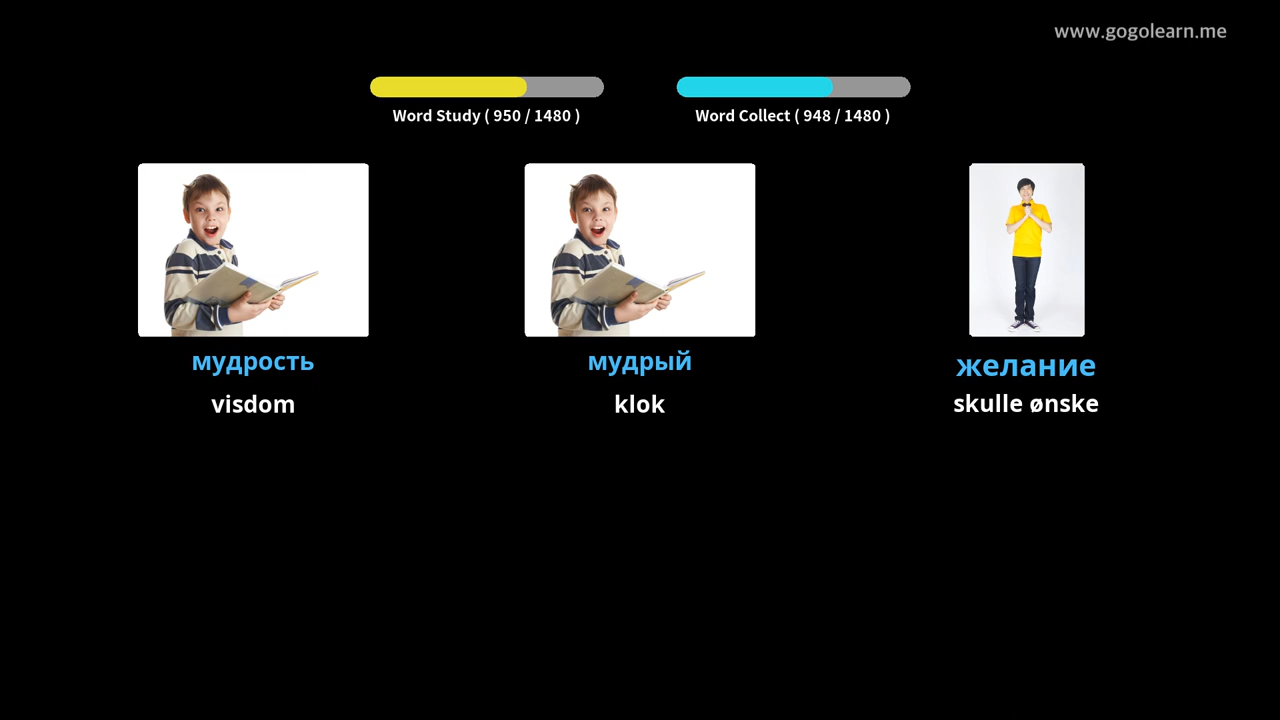 www.gogolearn.me
Word Study ( 950 / 1480 )
Word Collect ( 948 / 1480 )
мудрость
visdom
мудрый
klok
желание
skulle ønske